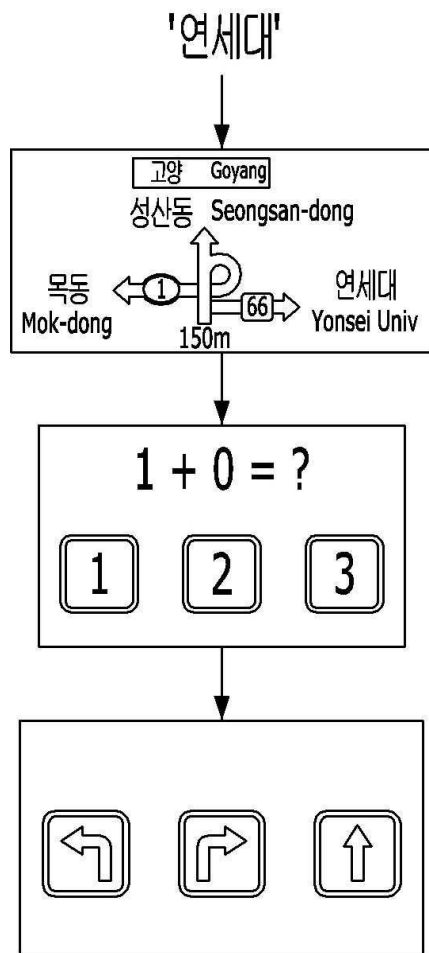 '연세대'
고양 Goyang
성산동 Seongsan-dong
목동
Mok-dong
1
66
연세대
Yonsei Univ
150m
1 + 0 = ?
1 2 3